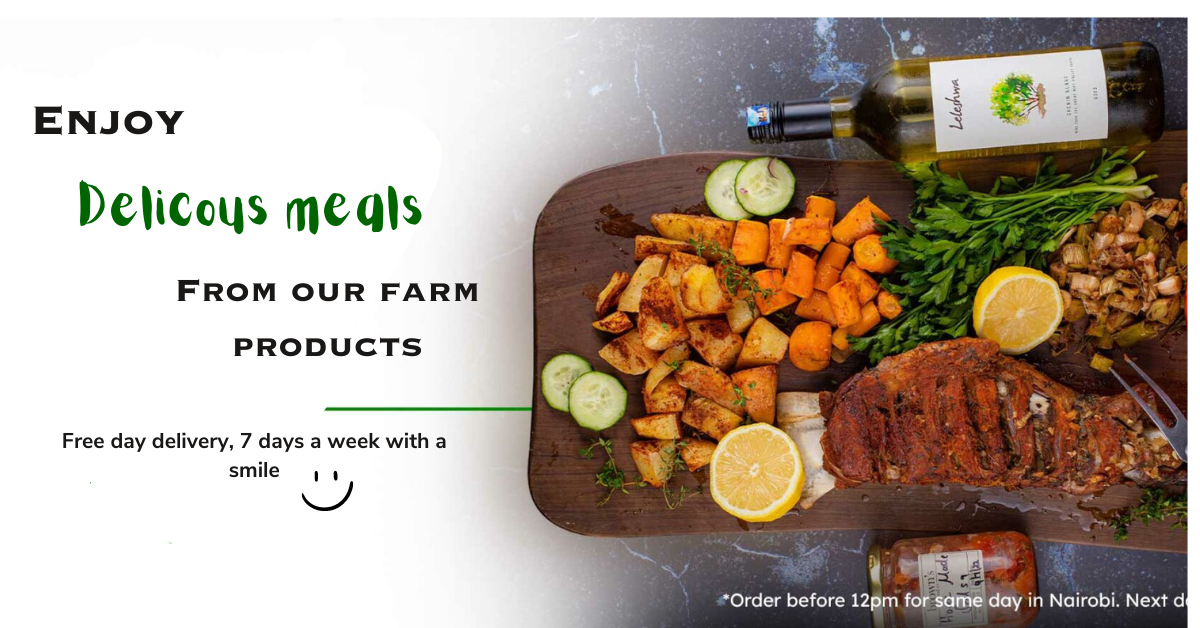 Enjoy
Delicous meals
From our farm
products
Free day delivery, 7 days a week with a
smile
Leleshwa
Made
*Order before 12pm for same day in Nairobi. Next d